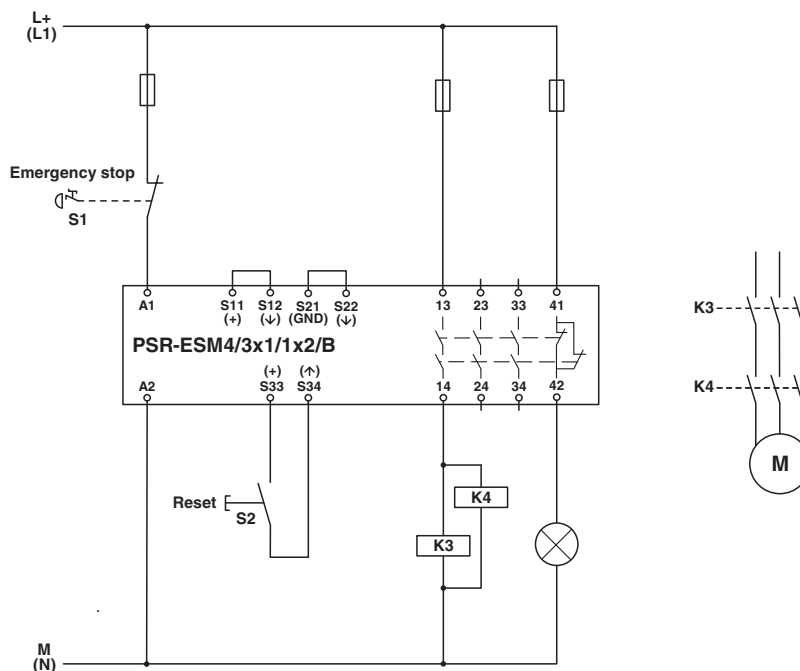 L+
(L1)
Emergency stop
S1
A1
S11
(+)
S12
(↓)
S21
(GND)
S22
(↓)
13
23
33
41
PSR-ESM4/3x1/1x2/B
A2
(+)
S33
(↑)
S34
14
24
34
42
Reset
S2
K4
K3
K3
K4
M
M
(N)